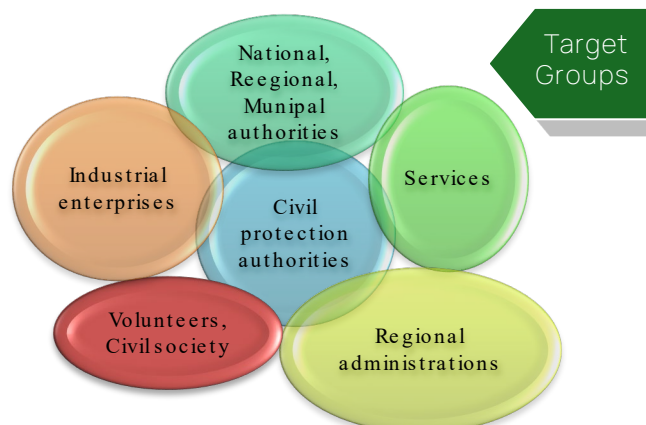 Target
Groups
National,
Reegional,
Munipal
authorities
Industrial
enterprises
Services
Civil
protection
authorities
Volunteers,
Civilsociety
Regional
administrations